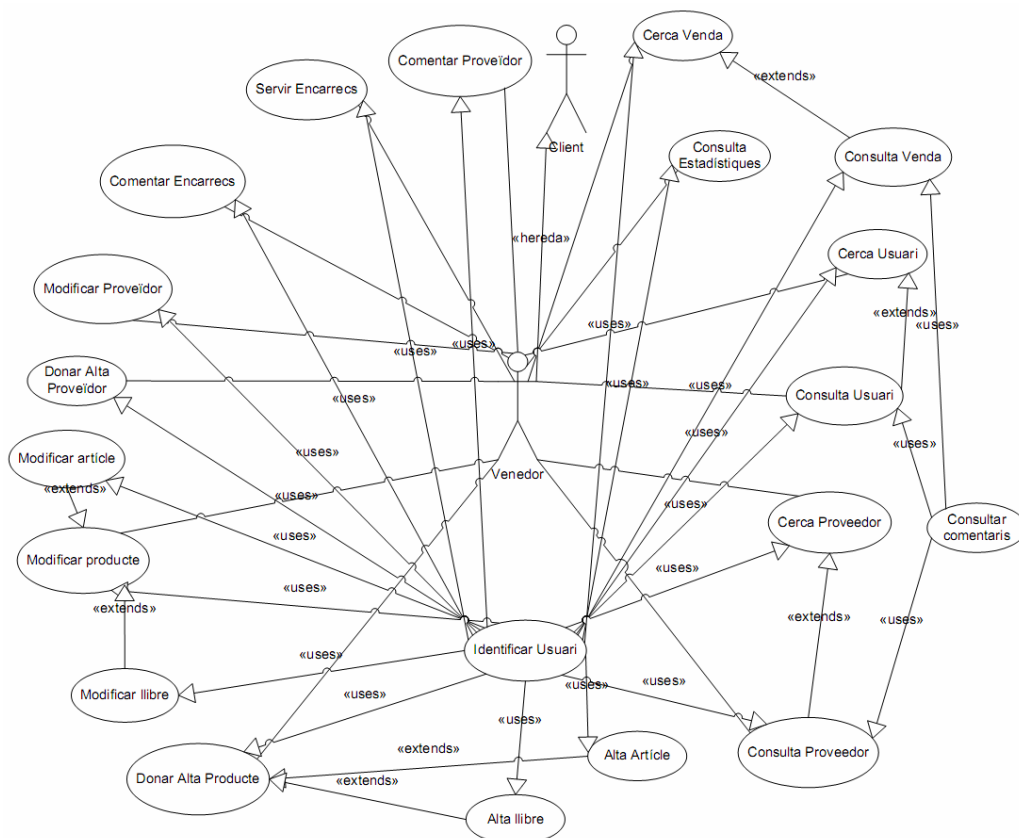 Cerca Venda
Comentar Proveïdor
«extends»
Servir Encarrecs
Client
Consulta
Estadístiques
Consulta Venda
Comentar Encarrecs
«hereda»
Cerca Usuari
Modificar Proveïdor
«extends»
«uses»
«uses»
«uses»
«uses»
Donar Alta
Proveïdor
«uses»
«uses»
Consulta Usuari
«uses»
«uses»
«uses»
Modificar artícle
«uses»
Venedor
«extends»
«uses»
«uses»
Cerca Proveedor
Consultar
comentaris
Modificar producte
«uses»
«uses»
«extends»
«extends»
«uses»
Identificar Usuari
«uses»
«uses»
«uses»
Modificar llibre
«uses»
«uses»
Consulta Proveedor
«extends»
Alta Artícle
Donar Alta Producte
«extends»
Alta llibre